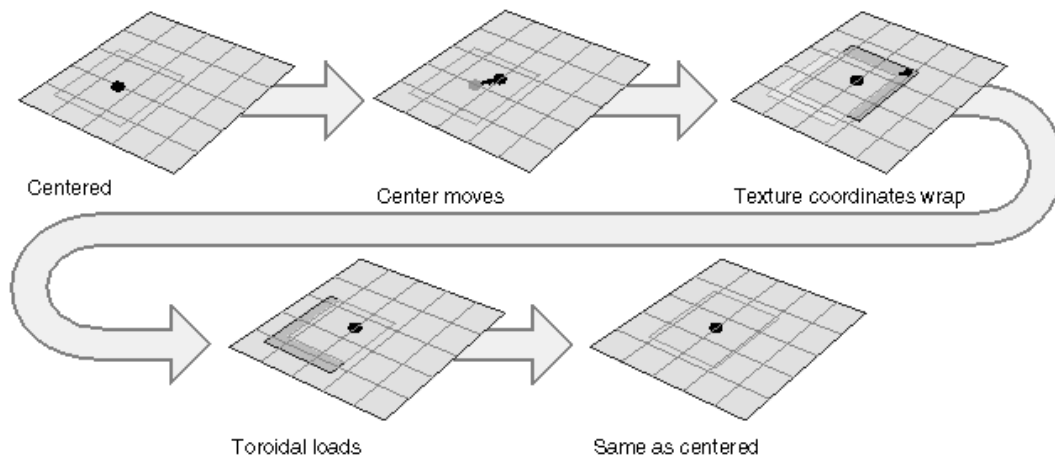 Centered
Center moves
Texture coordinates wrap
Toroidal loads
Same as centered